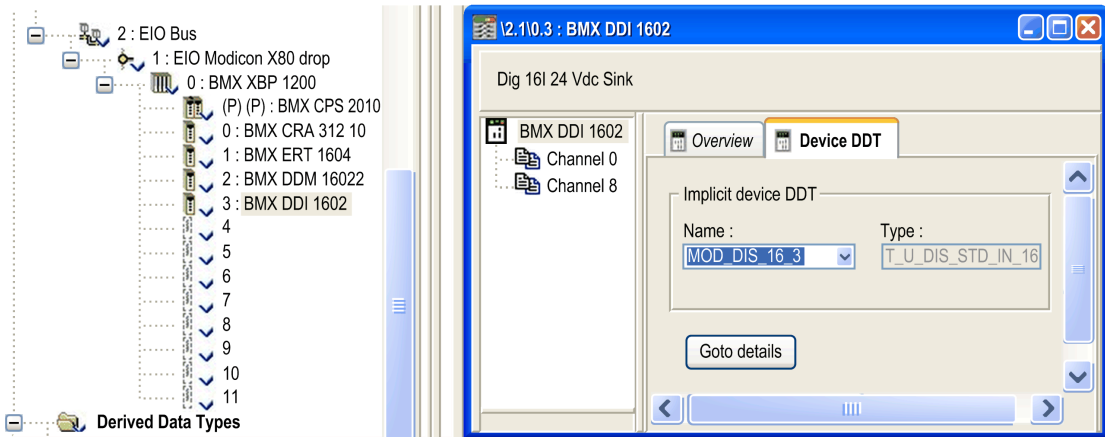 2 : EIO Bus
1 : EIO Modicon X80 drop
0 : BMX XBP 1200
(P) (P) : BMX CPS 2010
0 : BMX CRA 312 10
1 : BMX ERT 1604
2 : BMX DDM 16022
3 : BMX DDI 1602
4
5
6
7
8
9
10
11
Derived Data Types
\2.1\0.3 : BMX DDI 1602
Dig 16I 24 Vdc Sink
BMX DDI 1602
Channel 0
Channel 8
Overview
Device DDT
Implicit device DDT
Name :
Type :
MOD_DIS_16_3
T_U_DIS_STD_IN_16
Goto details